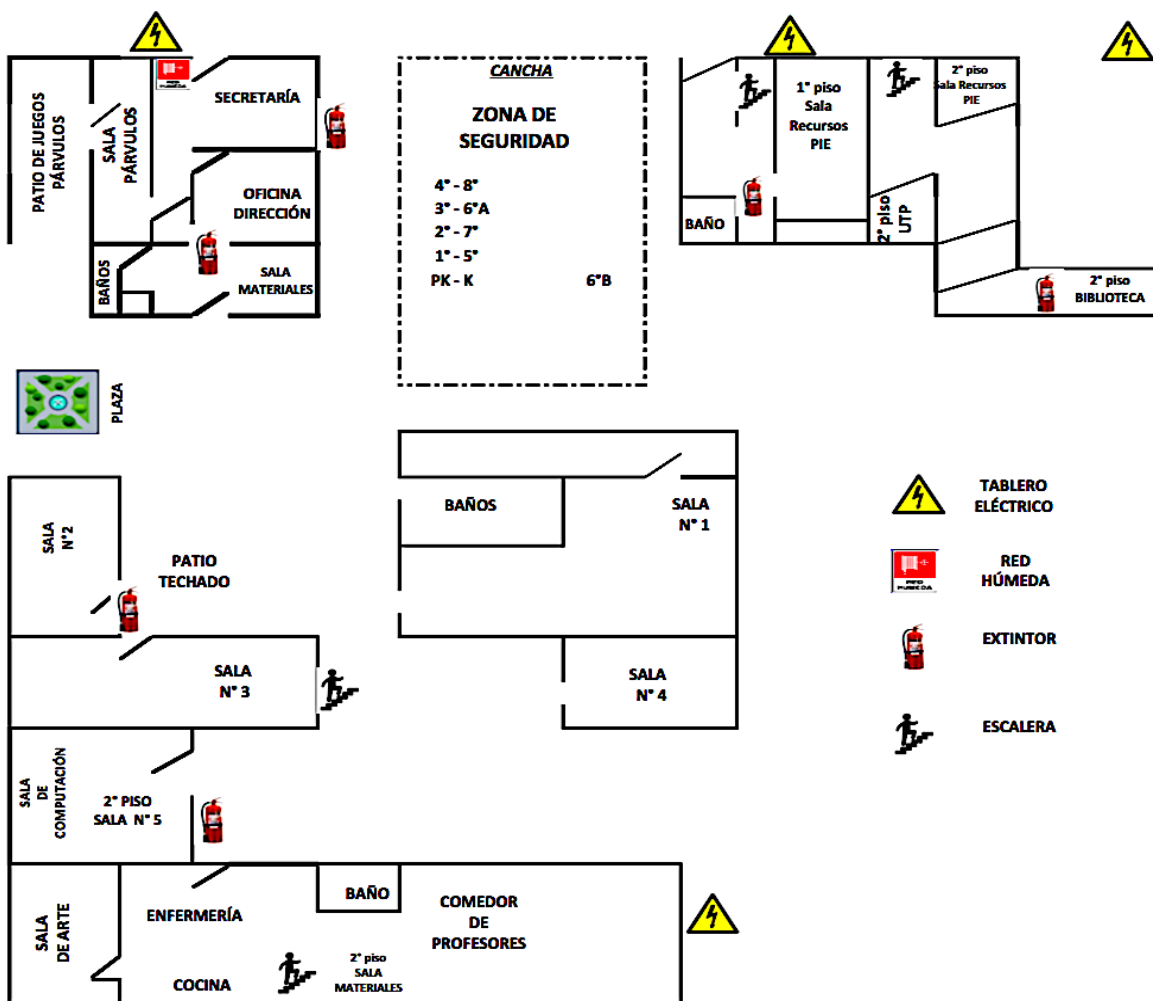 PATIO DE JUEGOS
PÁRVULOS
SALA
PÁRVULOS
RED
HUMEDA
SECRETARÍA
OFICINA
DIRECCIÓN
BAÑOS
SALA
MATERIALES
CANCHA
ZONA DE
SEGURIDAD
4° - 8°
3° - 6°A
2° - 7°
1° - 5°
PK - K 6°B
BAÑO
1° piso
Sala
Recursos
PIE
2° piso
UTP
2° piso
Sala Recursos
PIE
2° piso
BIBLIOTECA
PLAZA
SALA
N°2
PATIO
TECHADO
BAÑOS
SALA
N° 1
SALA
N° 3
SALA
N° 4
SALA
DE
COMPUTACIÓN
2° PISO
SALA N° 5
SALA
DE ARTE
ENFERMERÍA
COCINA
BAÑO
2° piso
SALA
MATERIALES
COMEDOR
DE
PROFESORES
TABLERO
ELÉCTRICO
RED
HUMEDA
RED
HÚMEDA
EXTINTOR
ESCALERA